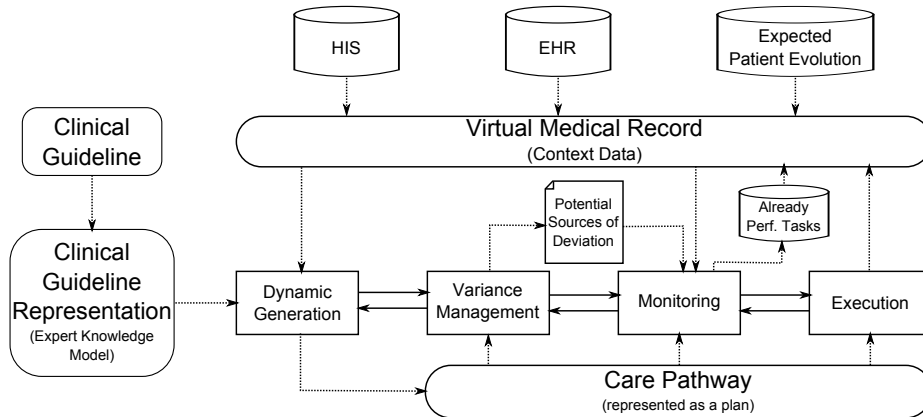 HIS
EHR
Expected
Patient Evolution
Clinical
Guideline
Virtual Medical Record
(Context Data)
Potential
Sources of
Deviation
Already
Perf. Tasks
Clinical
Guideline
Representation
(Expert Knowledge
Model)
Dynamic
Generation
Variance
Management
Monitoring
Execution
Care Pathway
(represented as a plan)